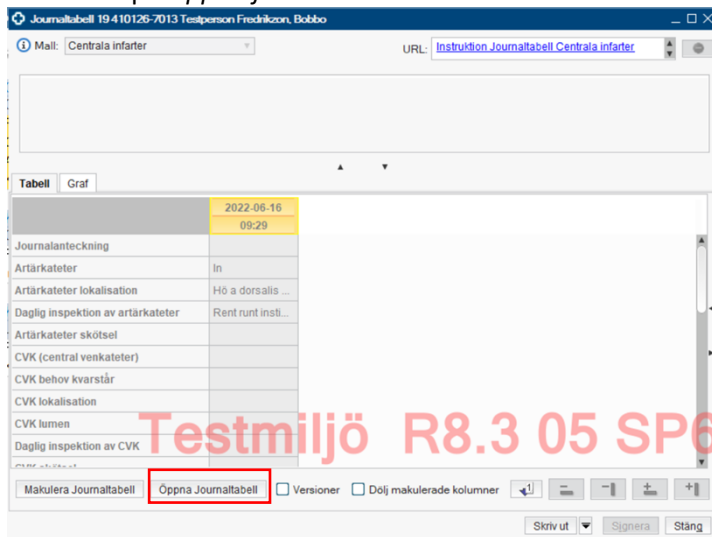 Journaltabell 19 410126-7013 Testperson Fredrikzon, Bobbo
Mall: Centrala infarter URL: Instruktion Journaltabell Centrala infarter
Tabell Graf
2022-06-16
09:29
Journalanteckning
Artärkateter In
Artärkateter lokalisation Hö a dorsalis ...
Daglig inspektion av artärkateter Rent runt insti...
Artärkateter skötsel
CVK (central venkateter)
CVK behov kvarstår
CVK lokalisation
CVK lumen
Daglig inspektion av CVK
Testmiljö R8.3 05 SP6
Makulera Journaltabell Öppna Journaltabell Versioner Dölj makulerade kolumner
Skriv ut Signera Stäng